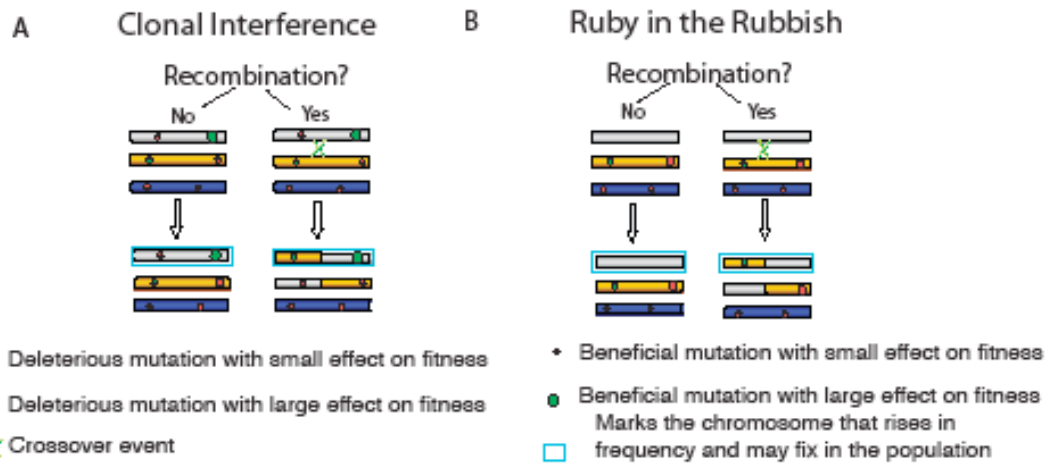 A Clonal Interference
B Ruby in the Rubbish
Recombination?
No Yes
Recombination?
No Yes
Deleterious mutation with small effect on fitness
Deleterious mutation with large effect on fitness
Crossover event
Beneficial mutation with small effect on fitness
Beneficial mutation with large effect on fitness
Marks the chromosome that rises in
frequency and may fix in the population